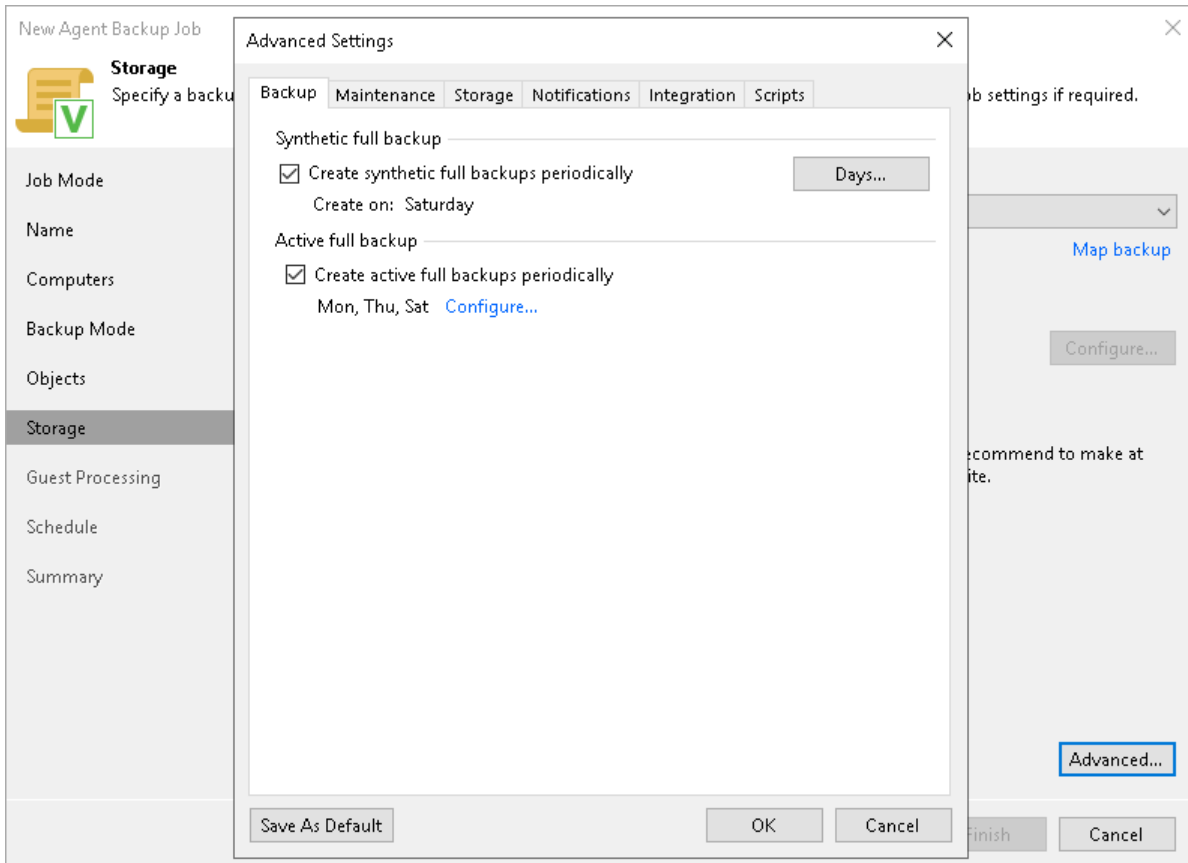 New Agent Backup Job
Storage
Specify a backu
b settings if required.
Job Mode
Name
Computers
Backup Mode
Objects
Storage
Guest Processing
Schedule
Summary
Advanced Settings
Backup Maintenance Storage Notifications Integration Scripts
Synthetic full backup
Create synthetic full backups periodically Days...
Create on: Saturday
Active full backup
Create active full backups periodically
Mon, Thu, Sat Configure...
Save As Default OK Cancel
Map backup
Configure...
ecommend to make at
ite.
Advanced...
Finish Cancel
V